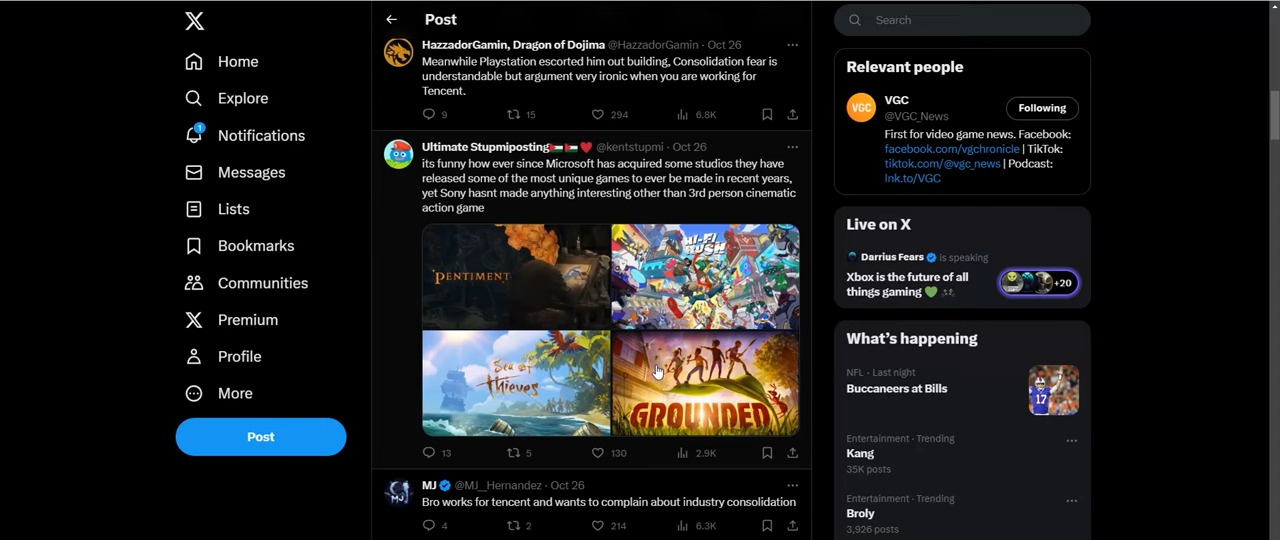 Home
Explore
1
Notifications
Messages
Lists
Bookmarks
Communities
Premium
Profile
More
Post
Post
HazzadorGamin, Dragon of Dojima @HazzadorGamin · Oct 26
Meanwhile Playstation escorted him out building, Consolidation fear is
understandable but argument very ironic when you are working for
Tencent.
9 15 294 6.8K
Ultimate Stupmiposting🇵🇸🇵🇸❤️ @kentstupmi · Oct 26
its funny how ever since Microsoft has acquired some studios they have
released some of the most unique games to ever be made in recent years,
yet Sony hasnt made anything interesting other than 3rd person cinematic
action game
PENTIMENT
HI-FI
RUSH
Sea of
Thieves
GROUNDED
13 5 130 2.9K
MJ @MJ__Hernandez · Oct 26
Bro works for tencent and wants to complain about industry consolidation
4 2 214 6.3K
Search
Relevant people
VGC
VGC
@VGC_News
Following
First for video game news. Facebook:
facebook.com/vgchronicle | TikTok:
tiktok.com/@vgc_news | Podcast:
lnk.to/VGC
Live on X
Darrius Fears is speaking
Xbox is the future of all
things gaming 💚 🎮
+20
What's happening
NFL · Last night
Buccaneers at Bills
17
Entertainment · Trending
Kang
35K posts
Entertainment · Trending
Broly
3,926 posts